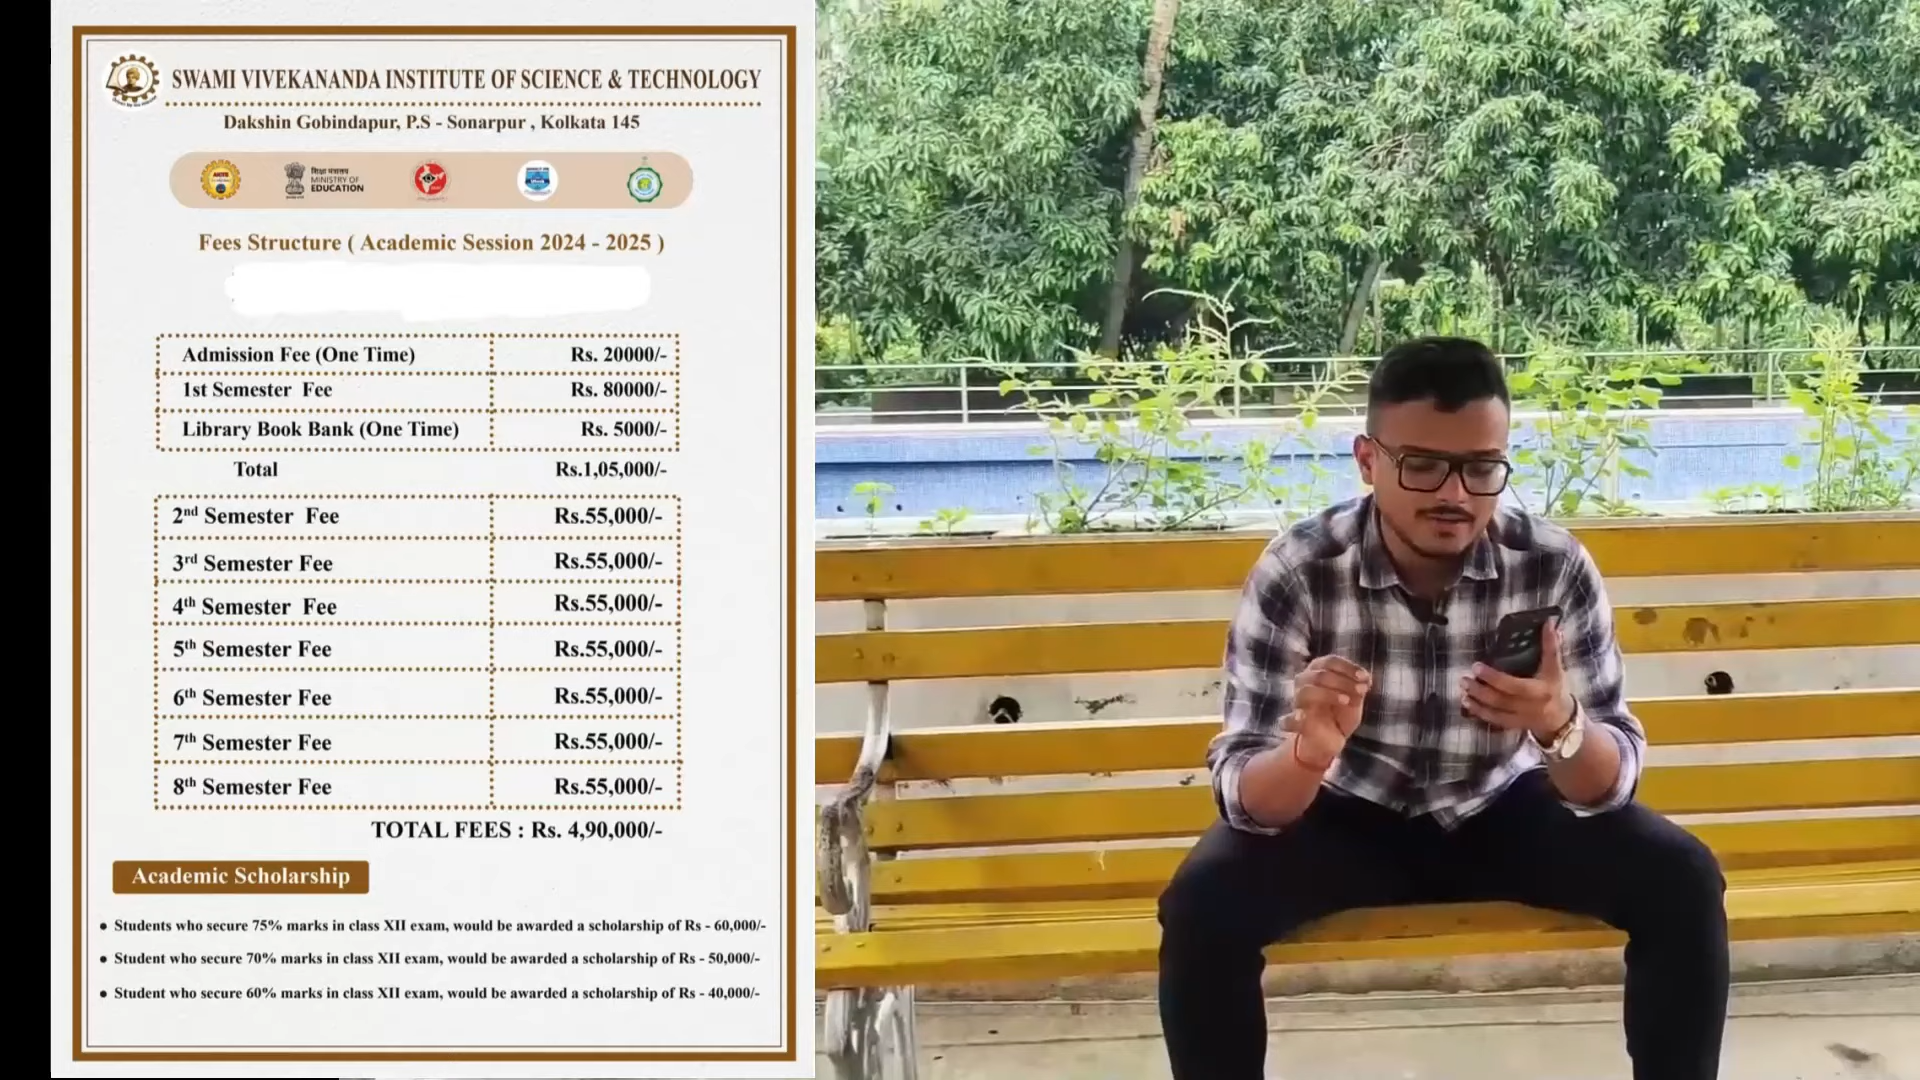 SWAMI VIVEKANANDA INSTITUTE OF SCIENCE & TECHNOLOGY
Dakshin Gobindapur, P.S - Sonarpur , Kolkata 145
AICTE
शिक्षा मंत्रालय
MINISTRY OF
EDUCATION
Fees Structure ( Academic Session 2024 - 2025 )
Admission Fee (One Time) Rs. 20000/-
1st Semester Fee Rs. 80000/-
Library Book Bank (One Time) Rs. 5000/-
Total Rs.1,05,000/-
2nd Semester Fee Rs.55,000/-
3rd Semester Fee Rs.55,000/-
4th Semester Fee Rs.55,000/-
5th Semester Fee Rs.55,000/-
6th Semester Fee Rs.55,000/-
7th Semester Fee Rs.55,000/-
8th Semester Fee Rs.55,000/-
TOTAL FEES : Rs. 4,90,000/-
Academic Scholarship
• Students who secure 75% marks in class XII exam, would be awarded a scholarship of Rs - 60,000/-
• Student who secure 70% marks in class XII exam, would be awarded a scholarship of Rs - 50,000/-
• Student who secure 60% marks in class XII exam, would be awarded a scholarship of Rs - 40,000/-